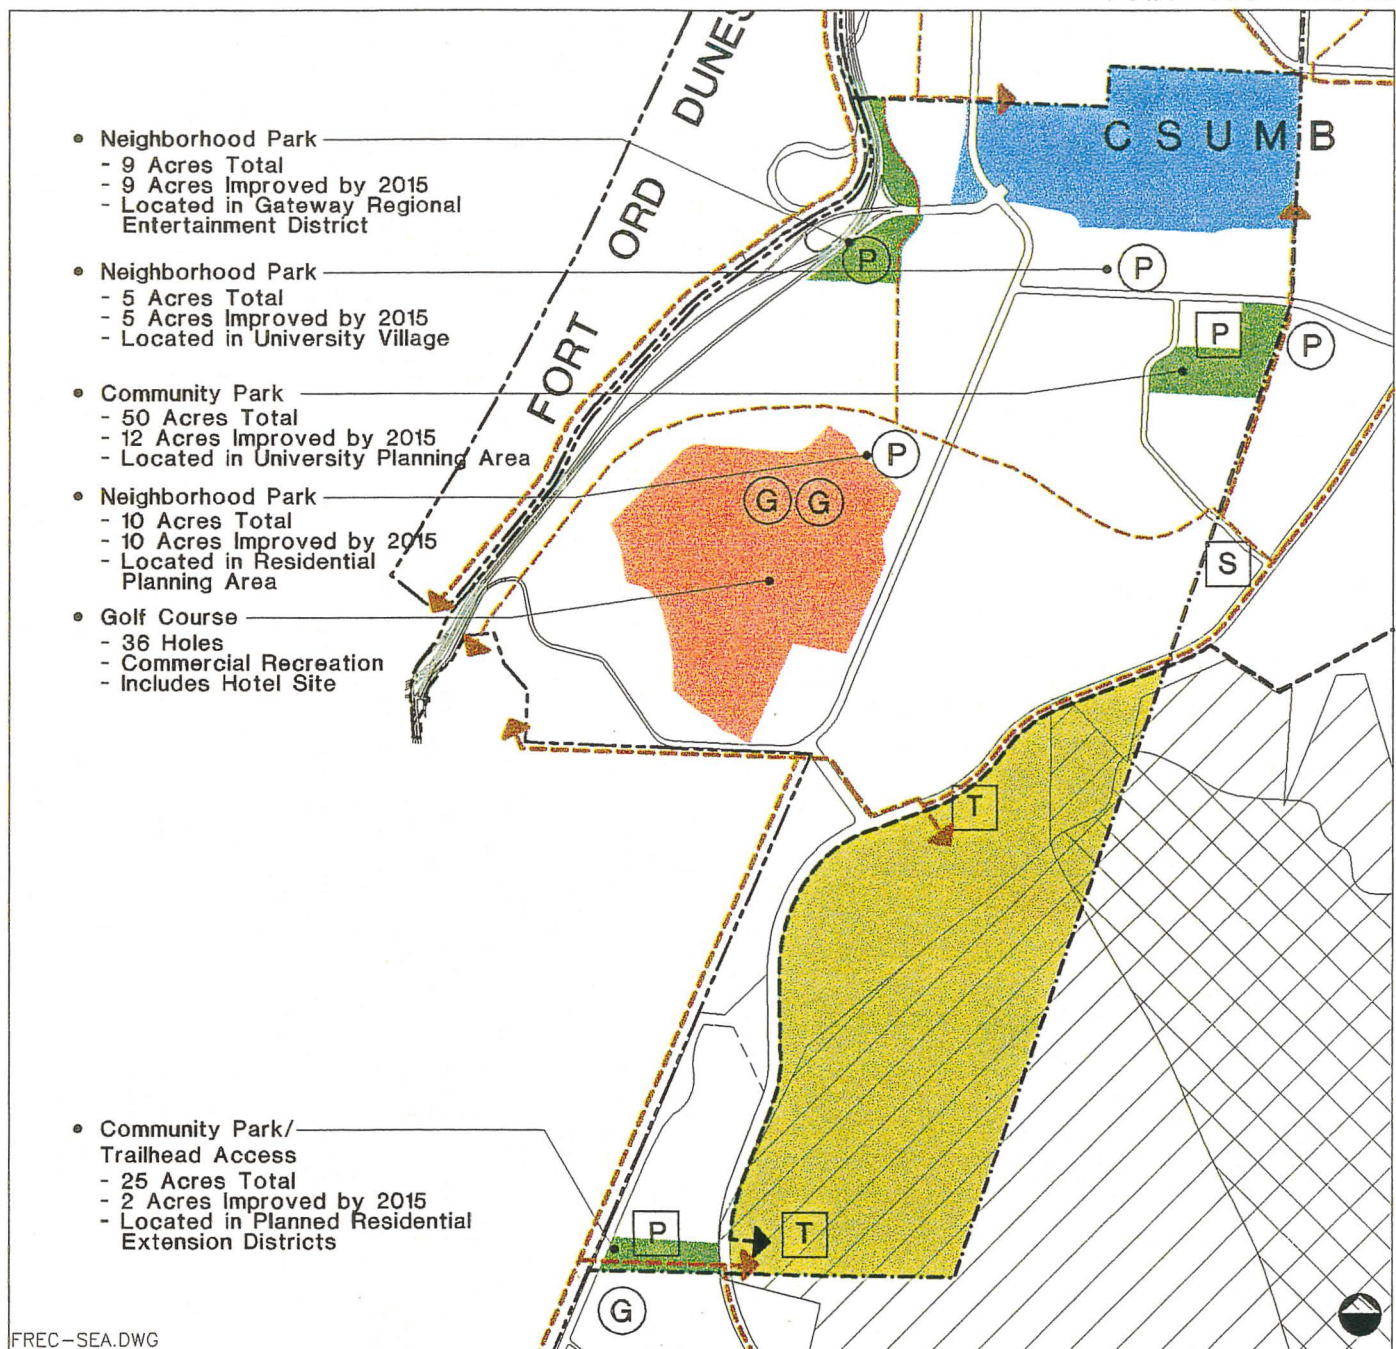 • Neighborhood Park
- 9 Acres Total
- 9 Acres Improved by 2015
- Located in Gateway Regional
Entertainment District
• Neighborhood Park
- 5 Acres Total
- 5 Acres Improved by 2015
- Located in University Village
• Community Park
- 50 Acres Total
- 12 Acres Improved by 2015
- Located in University Planning Area
• Neighborhood Park
- 10 Acres Total
- 10 Acres Improved by 2015
- Located in Residential
Planning Area
• Golf Course
- 36 Holes
- Commercial Recreation
- Includes Hotel Site
• Community Park/
Trailhead Access
- 25 Acres Total
- 2 Acres Improved by 2015
- Located in Planned Residential
Extension Districts
FORT ORD DUNES
CSUMB
P
P
P
P
P
G G
S
T
P
T
G
FREC-SEA.DWG